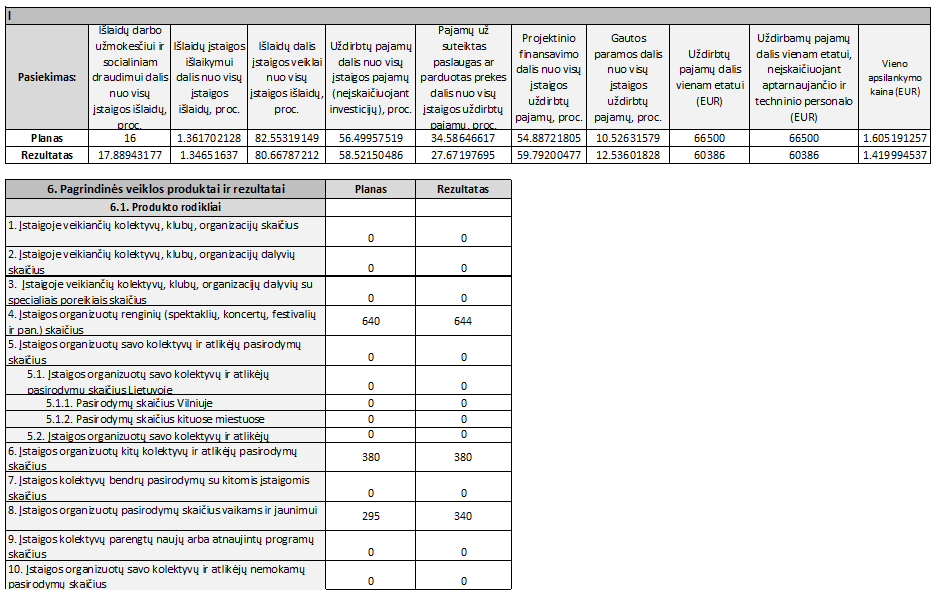 I
Pasiekimas:
Išlaidų darbo
užmokesčiui ir
socialiniam
draudimui dalis
nuo visų
įstaigos išlaidų,
proc.
Išlaidų įstaigos
išlaikymui
dalis nuo visų
įstaigos
išlaidų, proc.
Išlaidų dalis
įstaigos veiklai
nuo visų
įstaigos išlaidų,
proc.
Uždirbtų pajamų
dalis nuo visų
įstaigos pajamų
(neįskaičiuojant
investicijų), proc.
Pajamų už
suteiktas
paslaugas ar
parduotas prekes
dalis nuo visų
įstaigos uždirbtų
pajamų, proc.
Projektinio
finansavimo
dalis nuo visų
įstaigos
uždirbtų
pajamų, proc.
Gautos
paramos dalis
nuo visų
įstaigos
uždirbtų
pajamų, proc.
Uždirbtų
pajamų dalis
vienam etatui
(EUR)
Uždirbamų pajamų
dalis vienam etatui,
neįskaičiuojant
aptarnaujančio ir
techninio personalo
(EUR)
Vieno
apsilankymo
kaina (EUR)
Planas 16 1.361702128 82.55319149 56.49957519 34.58646617 54.88721805 10.52631579 66500 66500 1.605191257
Rezultatas 17.88943177 1.34651637 80.66787212 58.52150486 27.67197695 59.79200477 12.53601828 60386 60386 1.419994537
6. Pagrindinės veiklos produktai ir rezultatai Planas Rezultatas
6.1. Produkto rodikliai
1. Įstaigoje veikiančių kolektyvų, klubų, organizacijų skaičius
0 0
2. Įstaigoje veikiančių kolektyvų, klubų, organizacijų dalyvių
skaičius 0 0
3. Įstaigoje veikiančių kolektyvų, klubų, organizacijų dalyvių su
specialiais poreikiais skaičius 0 0
4. Įstaigos organizuotų renginių (spektaklių, koncertų, festivalių
ir pan.) skaičius 640 644
5. Įstaigos organizuotų savo kolektyvų ir atlikėjų pasirodymų
skaičius 0 0
5.1. Įstaigos organizuotų savo kolektyvų ir atlikėjų
pasirodymų skaičius Lietuvoje 0 0
5.1.1. Pasirodymų skaičius Vilniuje 0 0
5.1.2. Pasirodymų skaičius kituose miestuose 0 0
5.2. Įstaigos organizuotų savo kolektyvų ir atlikėjų 0 0
6. Įstaigos organizuotų kitų kolektyvų ir atlikėjų pasirodymų
skaičius 380 380
7. Įstaigos kolektyvų bendrų pasirodymų su kitomis įstaigomis
skaičius 0 0
8. Įstaigos organizuotų pasirodymų skaičius vaikams ir jaunimui
295 340
9. Įstaigos kolektyvų parengtų naujų arba atnaujintų programų
skaičius 0 0
10. Įstaigos organizuotų savo kolektyvų ir atlikėjų nemokamų
pasirodymų skaičius 0 0